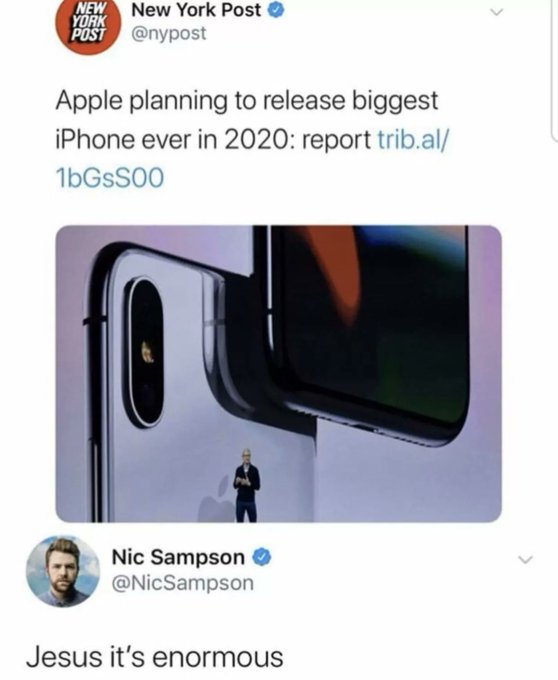 NEW
YORK
POST
New York Post
@nypost
Apple planning to release biggest
iPhone ever in 2020: report trib.al/
1bGsS00
Nic Sampson
@NicSampson
Jesus it's enormous